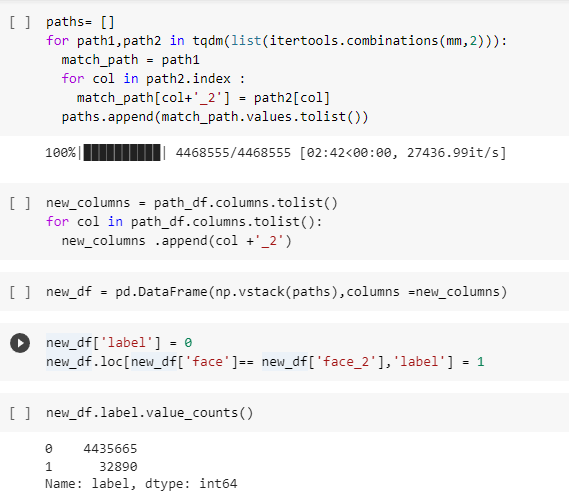 [ ] paths= []
for path1,path2 in tqdm(list(itertools.combinations(mm,2))):
  match_path = path1
  for col in path2.index :
    match_path[col+'_2'] = path2[col]
  paths.append(match_path.values.tolist())
100%|██████████| 4468555/4468555 [02:42<00:00, 27436.99it/s]
[ ] new_columns = path_df.columns.tolist()
for col in path_df.columns.tolist():
  new_columns .append(col +'_2')
[ ] new_df = pd.DataFrame(np.vstack(paths),columns =new_columns)
new_df['label'] = 0
new_df.loc[new_df['face']== new_df['face_2'],'label'] = 1
[ ] new_df.label.value_counts()
0    4435665
1      32890
Name: label, dtype: int64